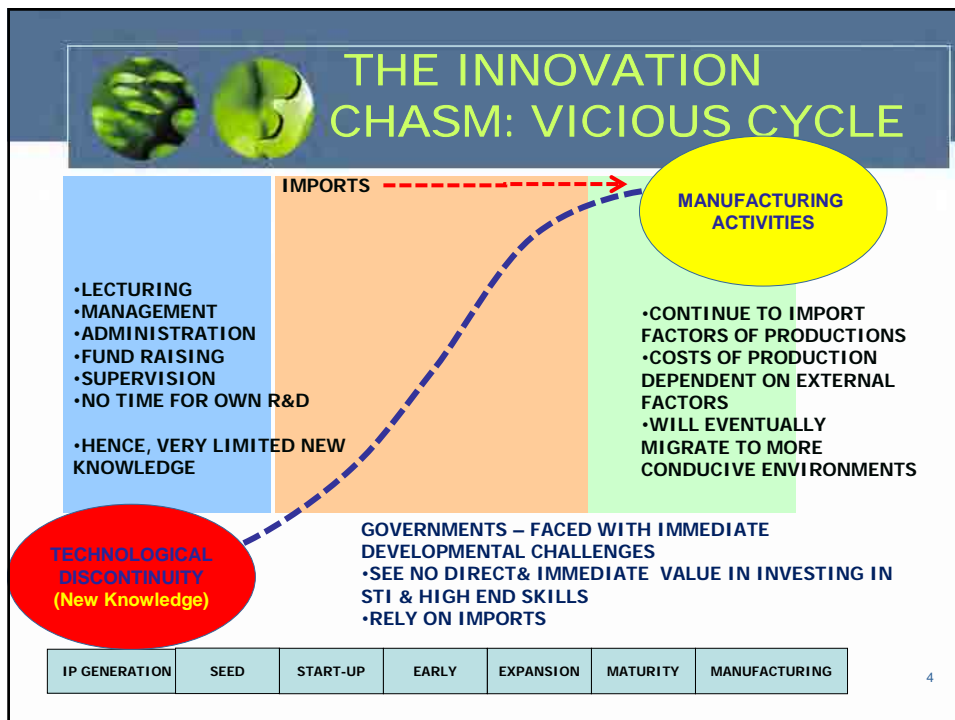 THE INNOVATION
CHASM: VICIOUS CYCLE
IMPORTS
MANUFACTURING
ACTIVITIES
•LECTURING
•MANAGEMENT
•ADMINISTRATION
•FUND RAISING
•SUPERVISION
•NO TIME FOR OWN R&D
•HENCE, VERY LIMITED NEW
KNOWLEDGE
•CONTINUE TO IMPORT
FACTORS OF PRODUCTIONS
•COSTS OF PRODUCTION
DEPENDENT ON EXTERNAL
FACTORS
•WILL EVENTUALLY
MIGRATE TO MORE
CONDUCIVE ENVIRONMENTS
TECHNOLOGICAL
DISCONTINUITY
(New Knowledge)
GOVERNMENTS – FACED WITH IMMEDIATE
DEVELOPMENTAL CHALLENGES
•SEE NO DIRECT& IMMEDIATE VALUE IN INVESTING IN
STI & HIGH END SKILLS
•RELY ON IMPORTS
IP GENERATION SEED START-UP EARLY EXPANSION MATURITY MANUFACTURING
4